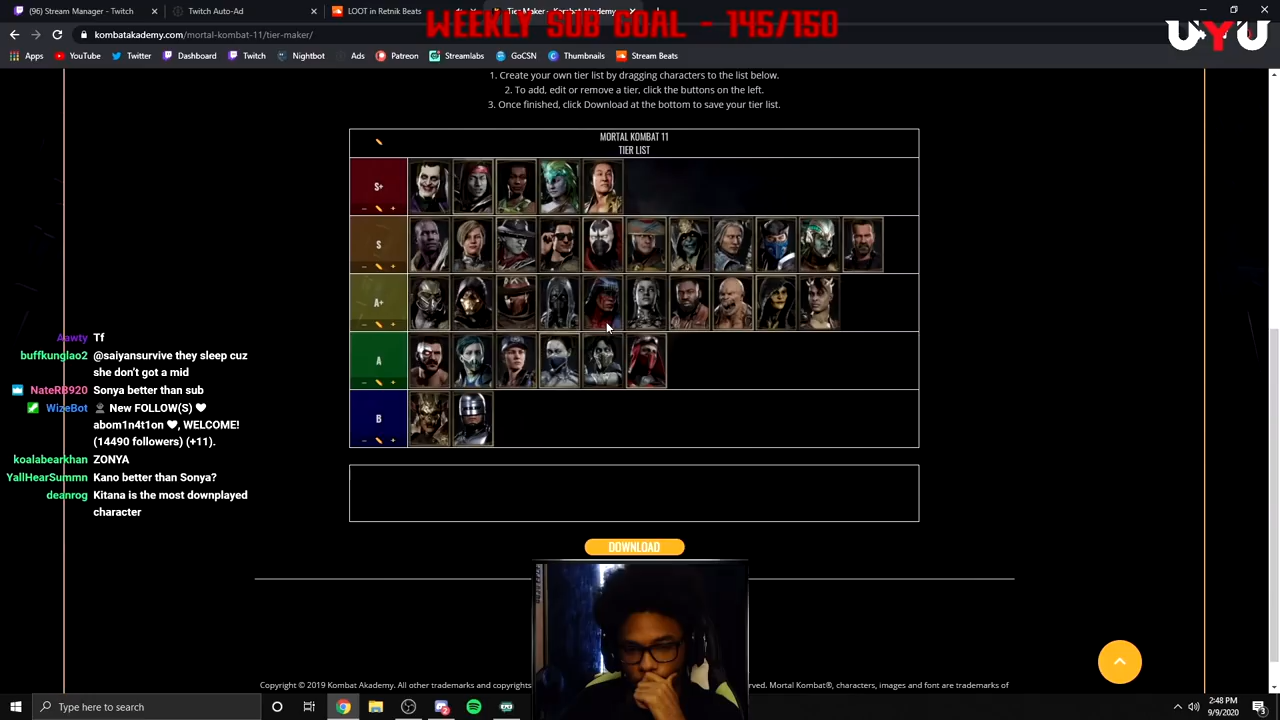 (5) Stream Manager - Twitch
Twitch Auto-Ad
LOOT in Retnik Beats
WEEKLY SUB GOAL - 145/150
kombatakademy.com/mortal-kombat-11/tier-maker/
UYU
Apps YouTube Twitter Dashboard Twitch Nightbot Ads Patreon Streamlabs GoCSN Thumbnails Stream Beats
1. Create your own tier list by dragging characters to the list below.
2. To add, edit or remove a tier, click the buttons on the left.
3. Once finished, click Download at the bottom to save your tier list.
MORTAL KOMBAT 11
TIER LIST
S+
S
A+
A
B
Aawty Tf
buffkunglao2 @saiyansurvive they sleep cuz
she don't got a mid
NateRB920 Sonya better than sub
WizeBot New FOLLOW(S)
abom1n4t1on, WELCOME!
(14490 followers) (+11).
koalabearkhan ZONYA
YallHearSummn Kano better than Sonya?
deanrog Kitana is the most downplayed
character
DOWNLOAD
Copyright © 2019 Kombat Akademy. All other trademarks and copyrights
rved. Mortal Kombat®, characters, images and font are trademarks of
Type here to search
2:48 PM
9/9/2020